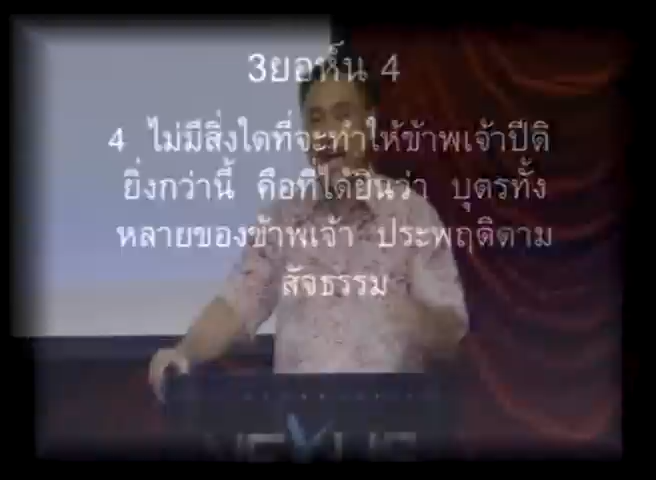 3ยอห์น 4
4 ไม่มีสิ่งใดที่จะทำให้ข้าพเจ้าปีติ
ยิ่งกว่านี้ คือที่ได้ยินว่า บุตรทั้ง
หลายของข้าพเจ้า ประพฤติตาม
สัจธรรม